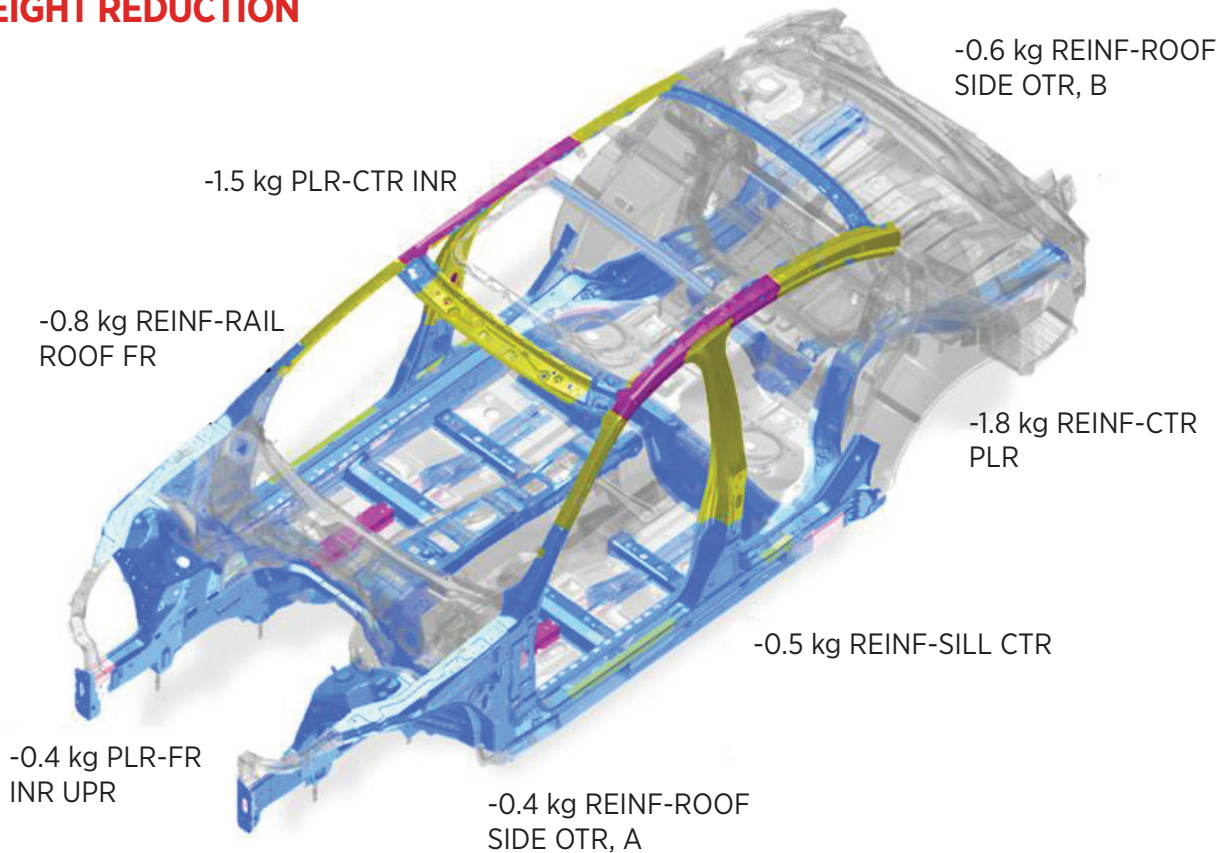 EIGHT REDUCTION
-0.6 kg REINF-ROOF
SIDE OTR, B
-1.5 kg PLR-CTR INR
-0.8 kg REINF-RAIL
ROOF FR
-1.8 kg REINF-CTR
PLR
-0.5 kg REINF-SILL CTR
-0.4 kg PLR-FR
INR UPR
-0.4 kg REINF-ROOF
SIDE OTR, A